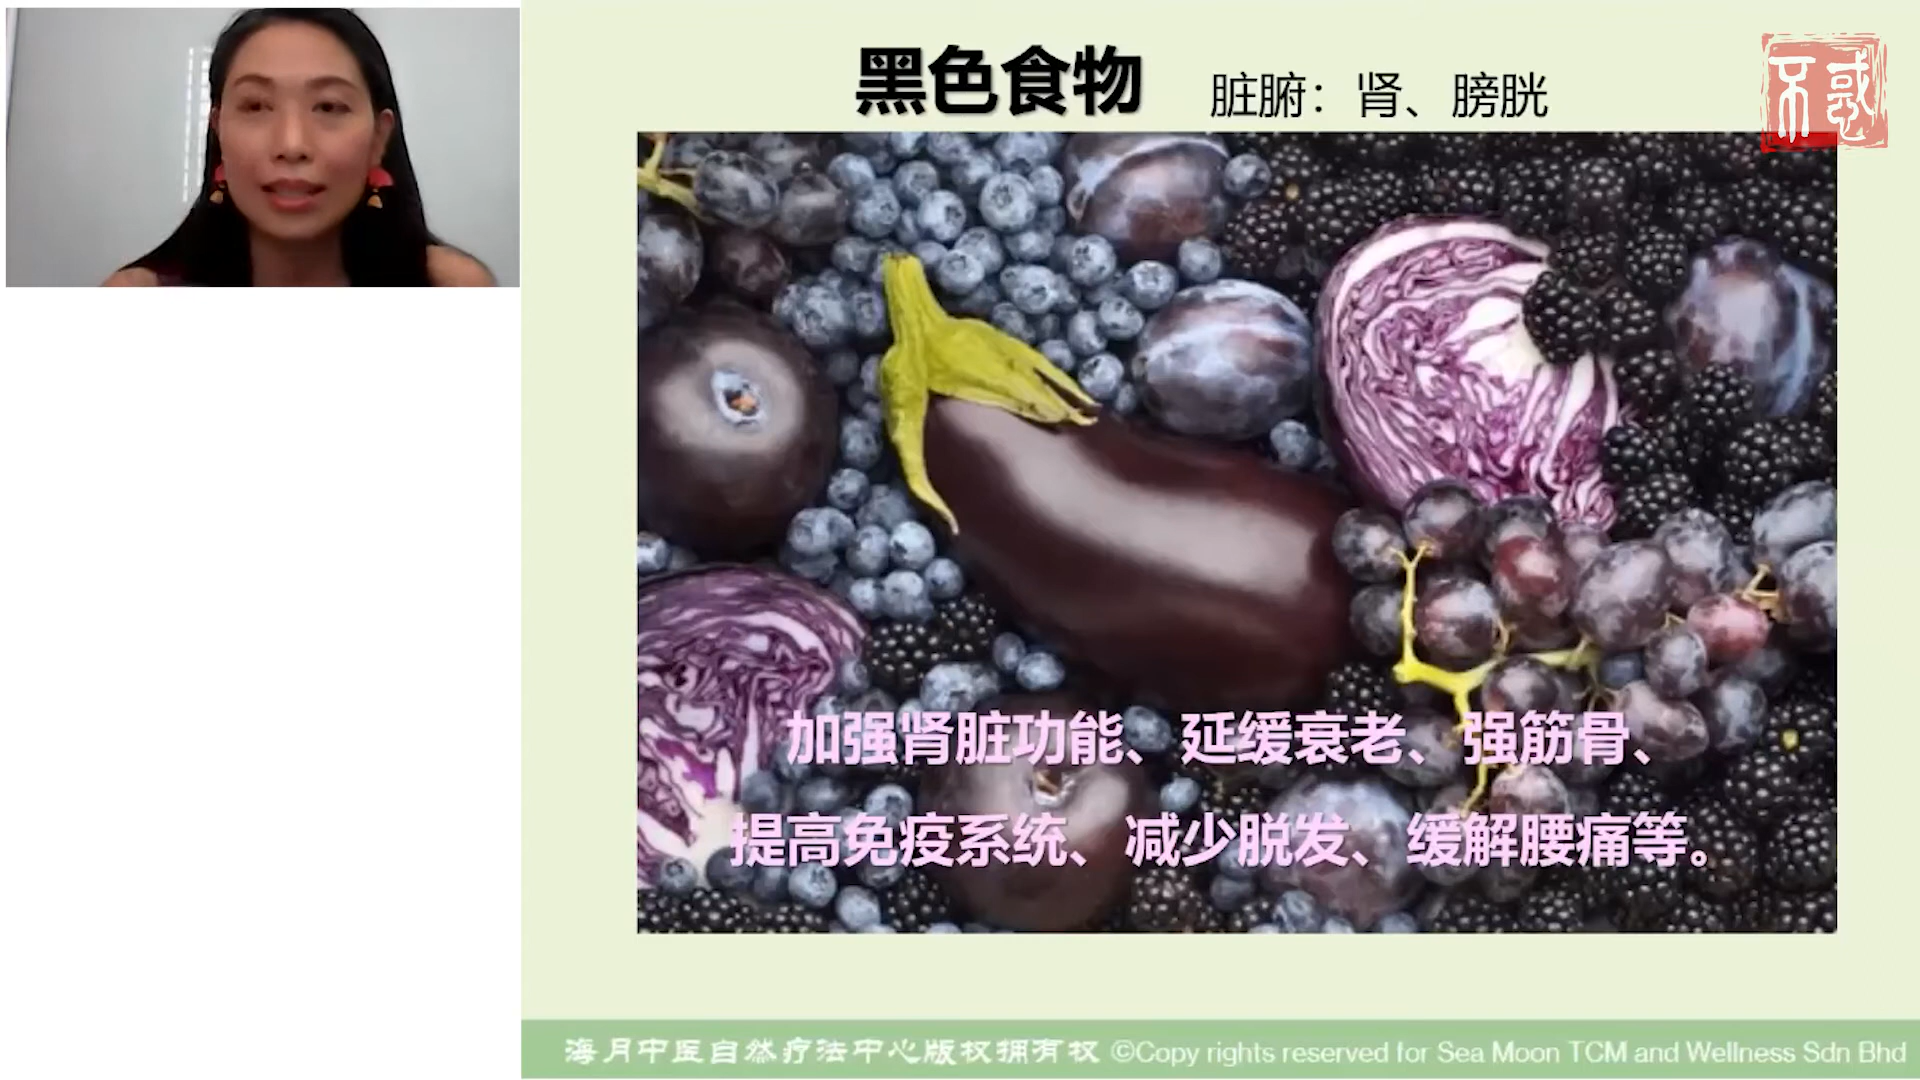 黑色食物
脏腑：肾、膀胱
不惑
加强肾脏功能、延缓衰老、强筋骨、
提高免疫系统、减少脱发、缓解腰痛等。
海月中医自然疗法中心版权拥有权 ©Copy rights reserved for Sea Moon TCM and Wellness Sdn Bhd